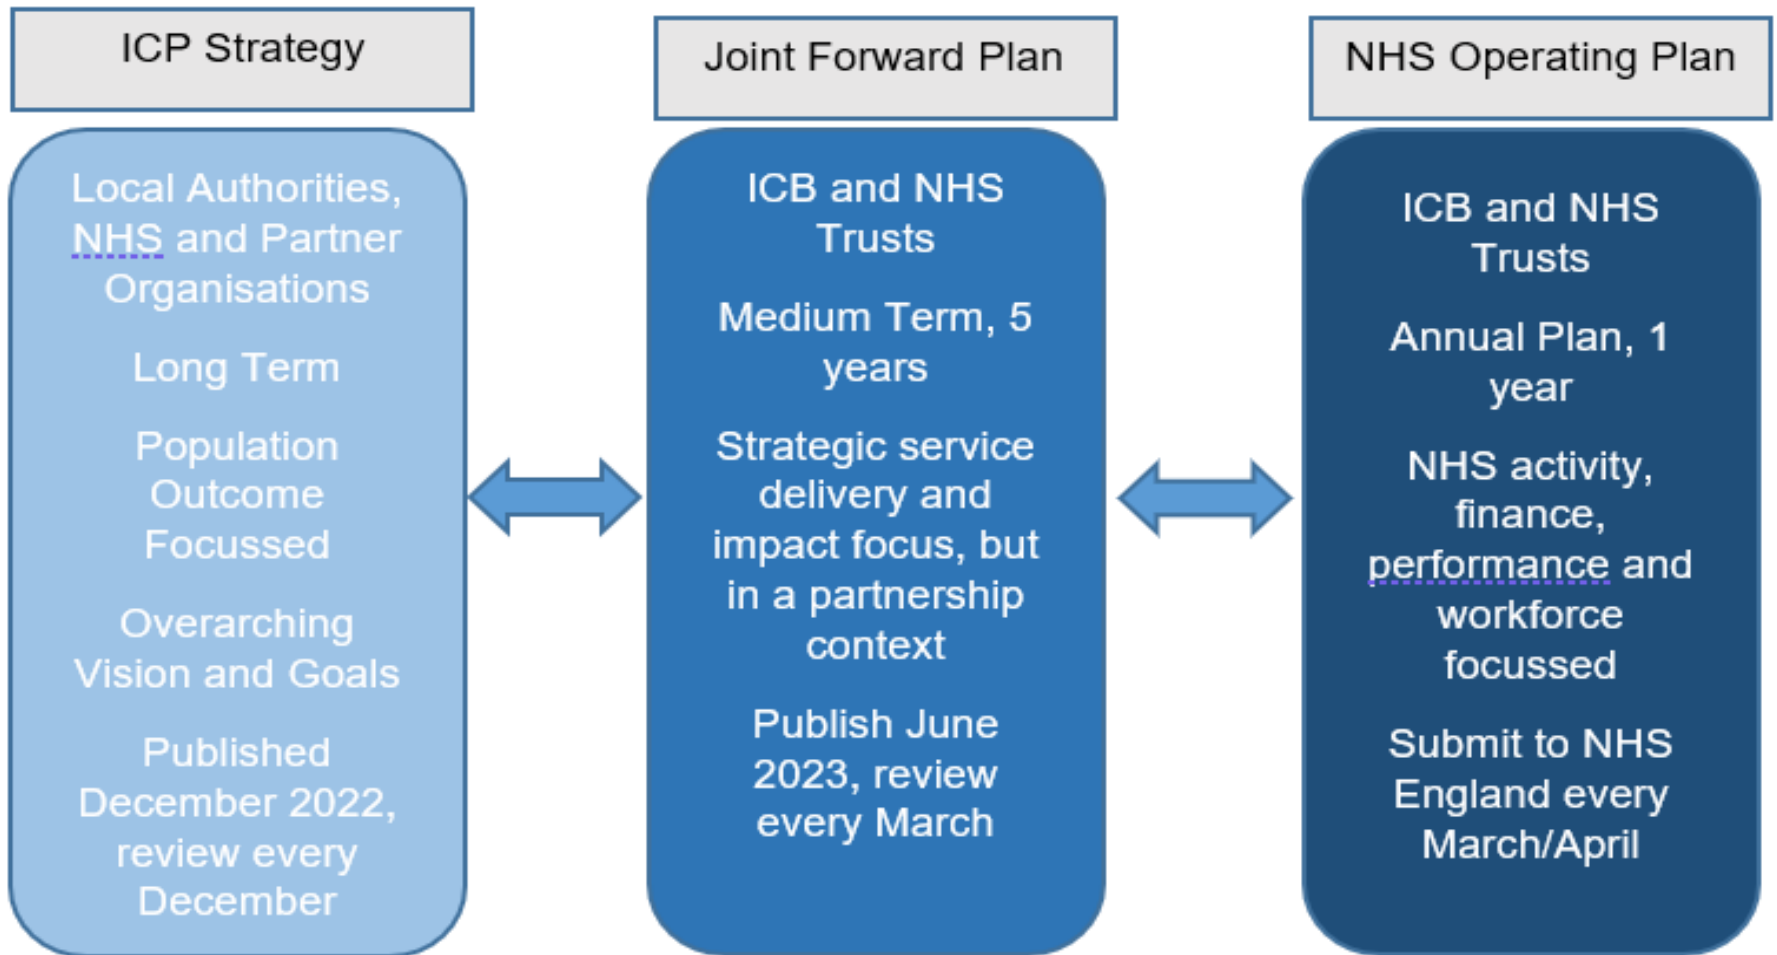 ICP Strategy
Local Authorities,
NHS and Partner
Organisations
Long Term
Population
Outcome
Focussed
Overarching
Vision and Goals
Published
December 2022,
review every
December
Joint Forward Plan
ICB and NHS
Trusts
Medium Term, 5
years
Strategic service
delivery and
impact focus, but
in a partnership
context
Publish June
2023, review
every March
NHS Operating Plan
ICB and NHS
Trusts
Annual Plan, 1
year
NHS activity,
finance,
performance and
workforce
focussed
Submit to NHS
England every
March/April